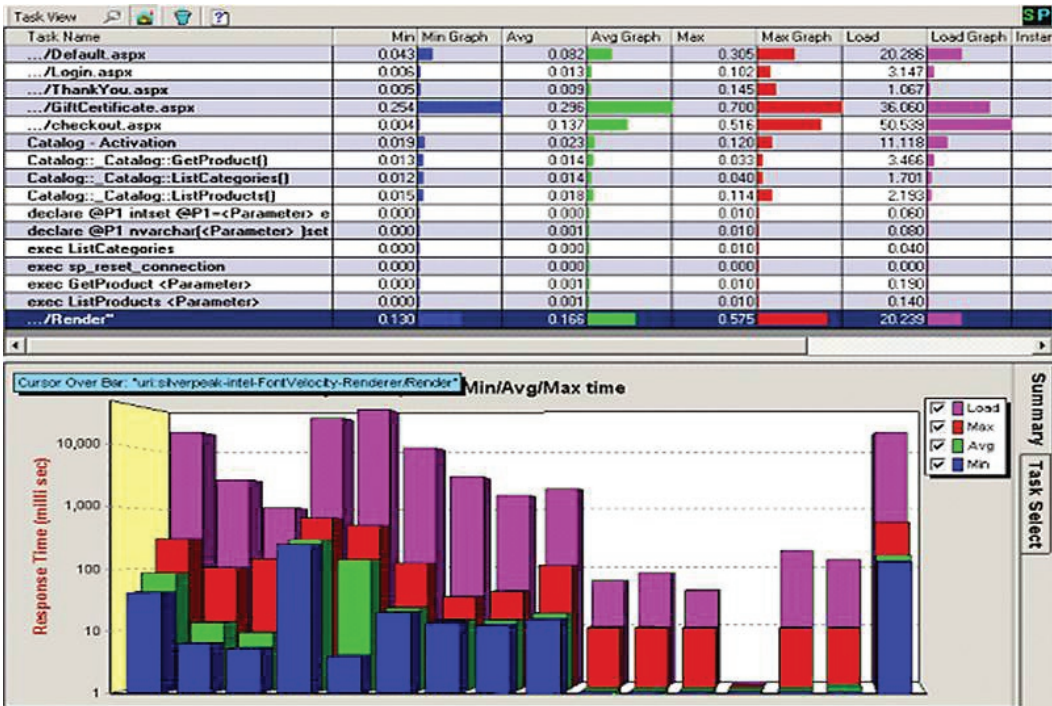 Task View
S P
Task Name Min Min Graph Avg Avg Graph Max Max Graph Load Load Graph Instar
.../Default.aspx 0.043 0.082 0.305 20.286
.../Login.aspx 0.006 0.013 0.102 3.147
.../ThankYou.aspx 0.005 0.009 0.145 1.067
.../GiftCertificate.aspx 0.254 0.296 0.700 36.060
.../checkout.aspx 0.004 0.137 0.516 50.539
Catalog - Activation 0.019 0.023 0.120 11.118
Catalog::_Catalog::GetProduct() 0.013 0.014 0.033 3.466
Catalog::_Catalog::ListCategories() 0.012 0.014 0.040 1.701
Catalog::_Catalog::ListProducts() 0.015 0.018 0.114 2.193
declare @P1 intset @P1=<Parameter> e 0.000 0.000 0.010 0.060
declare @P1 nvarchar(<Parameter> )set 0.000 0.001 0.010 0.080
exec ListCategories 0.000 0.000 0.010 0.040
exec sp_reset_connection 0.000 0.000 0.000 0.000
exec GetProduct <Parameter> 0.000 0.001 0.010 0.190
exec ListProducts <Parameter> 0.000 0.001 0.010 0.140
.../Render" 0.130 0.166 0.575 20.239
Cursor Over Bar: "uri:silverpeak-intel-FontVelocity-Renderer/Render"
Min/Avg/Max time
Load
Max
Avg
Min
Summary
Task Select
Response Time (milli sec)
10,000
1,000
100
10
1